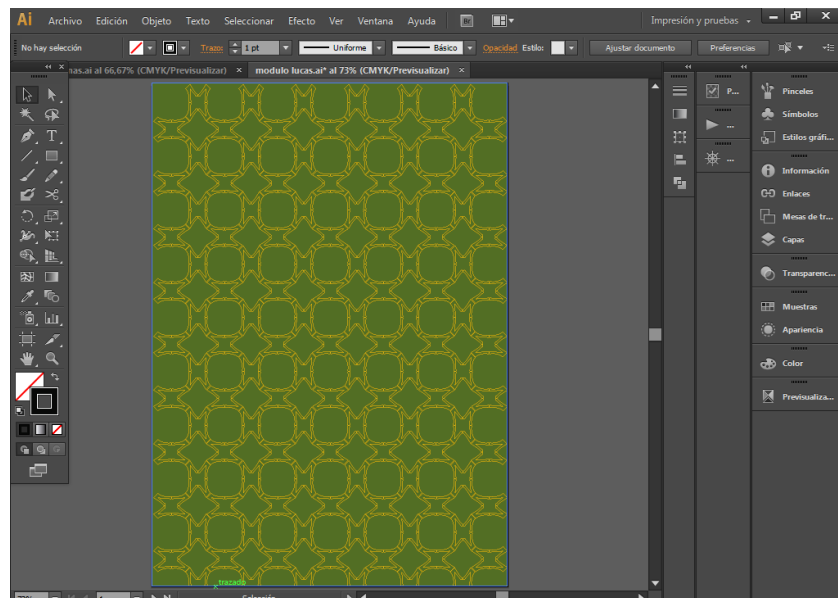 Ai Archivo Edición Objeto Texto Seleccionar Efecto Ver Ventana Ayuda Br Impresión y pruebas
No hay selección Trazo: 1 pt Uniforme Básico Opacidad Estilo: Ajustar documento Preferencias
nas.ai al 66,67% (CMYK/Previsualizar) × modulo lucas.ai* al 73% (CMYK/Previsualizar) ×
P... Pinceles
... Símbolos
Estilos gráfi...
...
Información
Enlaces
Mesas de tr...
Capas
Transparenc...
Muestras
Apariencia
Color
Previsualiza...
trazado
Selección